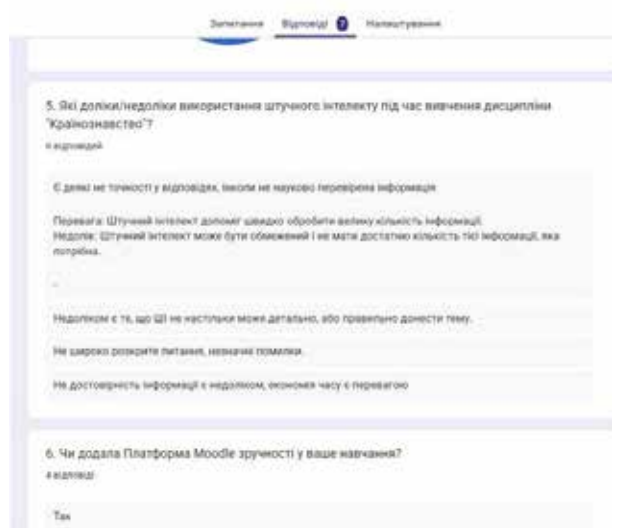 Запитання Відповіді 7 Налаштування
5. Які доліки/недоліки використання штучного інтелекту під час вивчення дисципліни
"Країнознавство"?
6 відповідей
Є деякі не точності у відповідях, інколи не науково перевірена інформація
Перевага: Штучний інтелект допоміг швидко обробити велику кількість інформації.
Недолік: Штучний інтелект може бути обмежений і не мати достатню кількість тієї інформації, яка
потрібна.
-
Недоліком є те, що ШІ не настільки може детально, або правильно донести тему.
Не широко розкрите питання, незначні помилки.
Не достовірність інформації є недоліком, економія часу є перевагою
6. Чи додала Платформа Moodle зручності у ваше навчання?
4 відповіді
Так